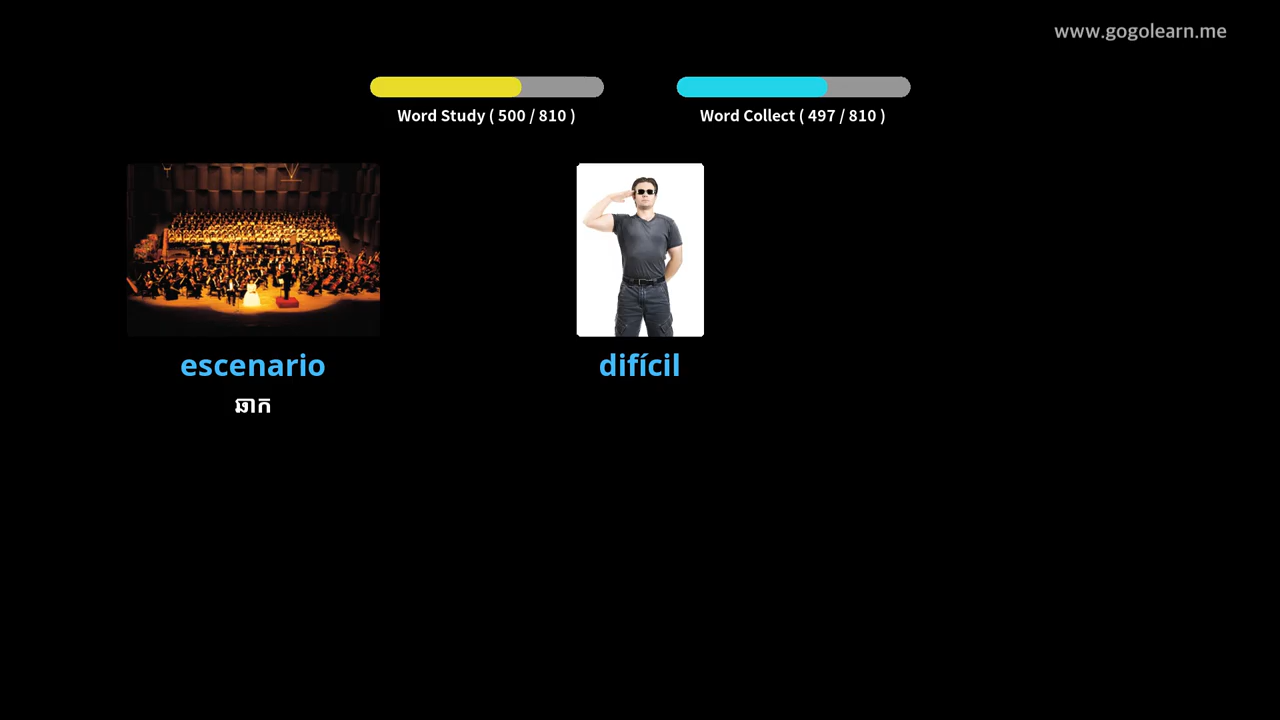 www.gogolearn.me
Word Study ( 500 / 810 )
Word Collect ( 497 / 810 )
escenario
difícil
ឆាក